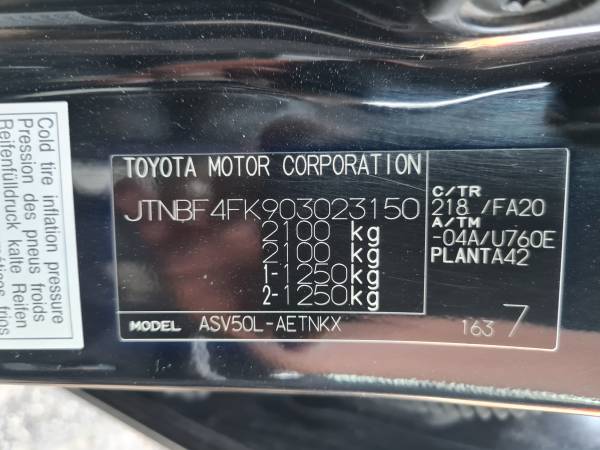 Cold tire inflation pressure
Pression des pneus froids
Reifenfülldruck kalte Reifen
TOYOTA MOTOR CORPORATION
JTNBF4FK903023150
2100 kg
2100 kg
1-1250kg
2-1250kg
C/TR
218 /FA20
A/TM
-04A/U760E
PLANTA42
MODEL ASV50L-AETNKX
163 7